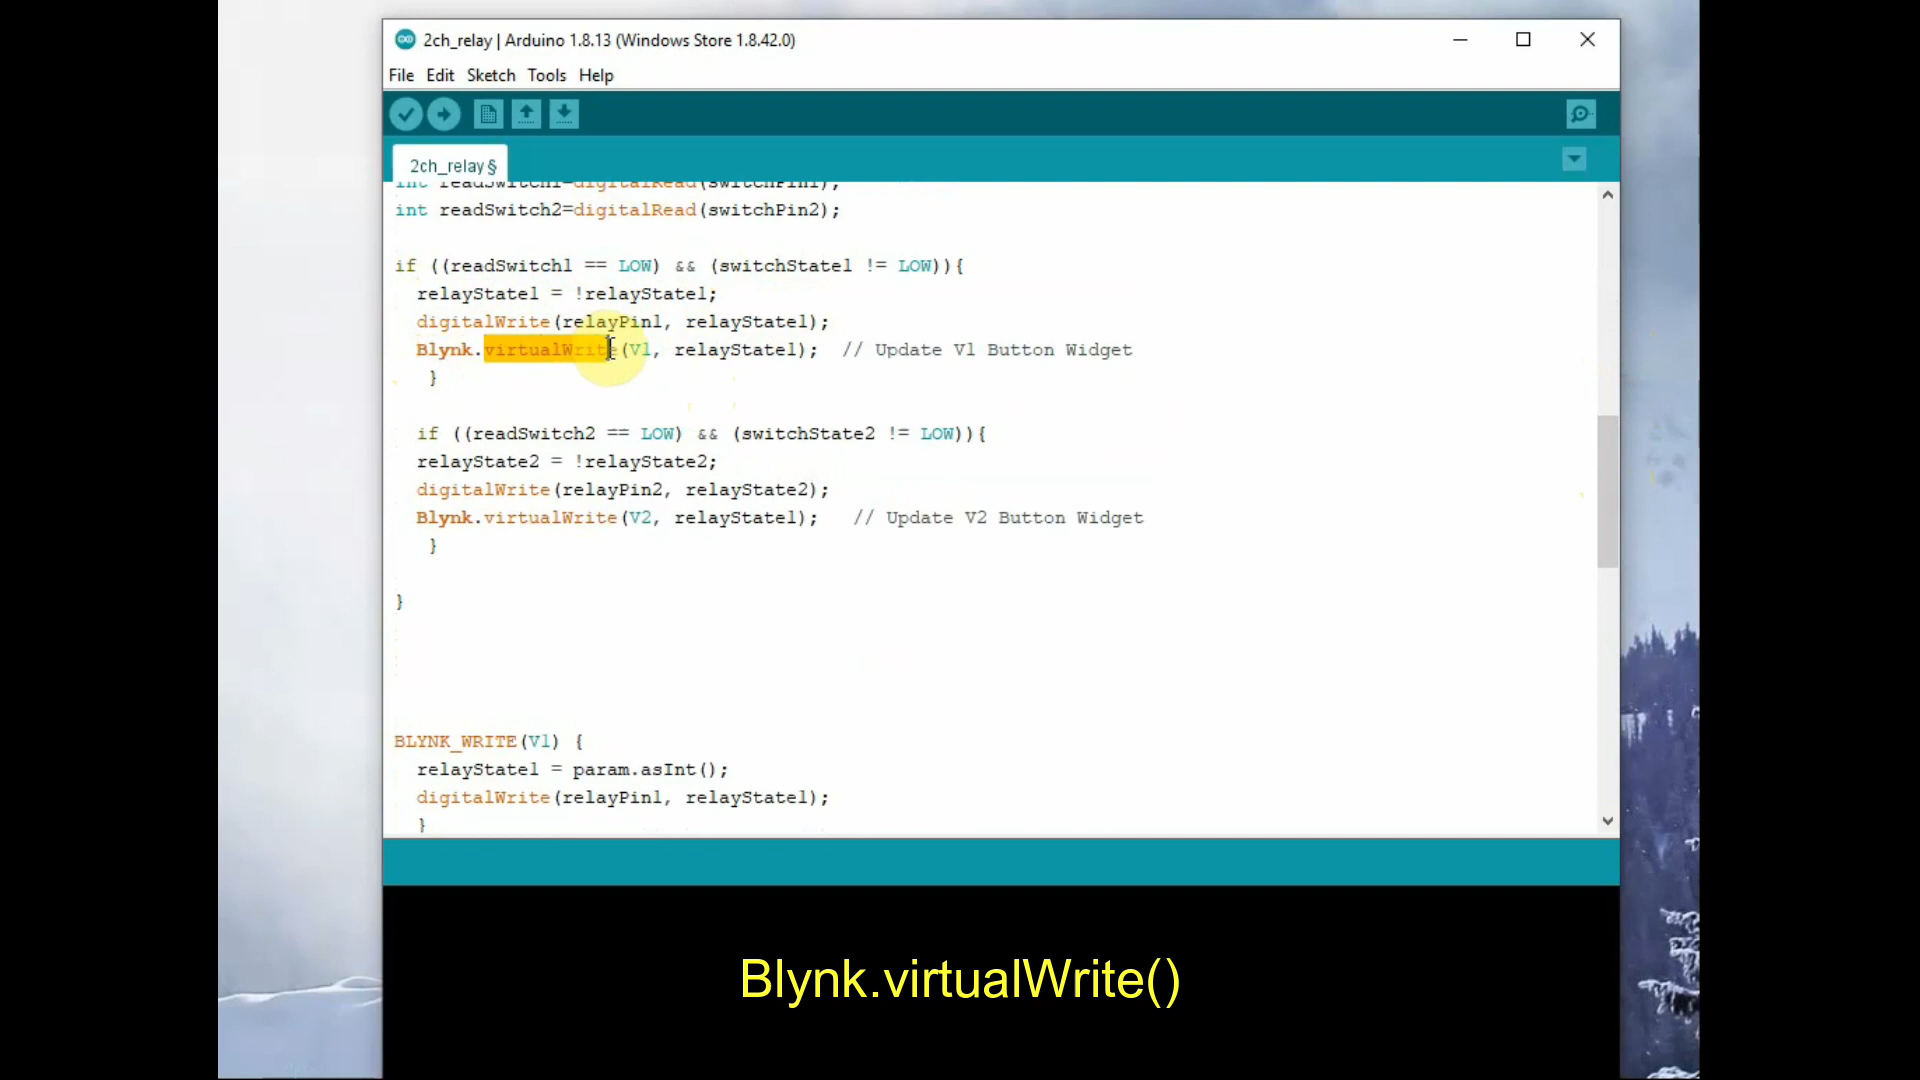 2ch_relay | Arduino 1.8.13 (Windows Store 1.8.42.0)
File Edit Sketch Tools Help
2ch_relay§
int readSwitch1=digitalRead(switchPin1);
int readSwitch2=digitalRead(switchPin2);
if ((readSwitch1 == LOW) && (switchState1 != LOW)){
relayState1 = !relayState1;
digitalWrite(relayPin1, relayState1);
Blynk.virtualWrite(V1, relayState1); // Update V1 Button Widget
}
if ((readSwitch2 == LOW) && (switchState2 != LOW)){
relayState2 = !relayState2;
digitalWrite(relayPin2, relayState2);
Blynk.virtualWrite(V2, relayState1); // Update V2 Button Widget
}
}
BLYNK_WRITE(V1) {
relayState1 = param.asInt();
digitalWrite(relayPin1, relayState1);
}
Blynk.virtualWrite()